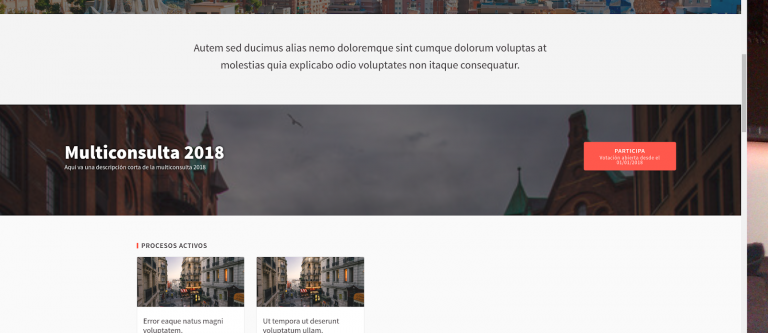 Autem sed ducimus alias nemo doloremque sint cumque dolorum voluptas at
molestias quia explicabo odio voluptates non itaque consequatur.
Multiconsulta 2018
Aqui va una descripción corta de la multiconsulta 2018
PARTICIPA
Votación abierta desde el
01/01/2018
PROCESOS ACTIVOS
Error eaque natus magni
voluptatem.
Ut tempora ut deserunt
voluptatum ullam.